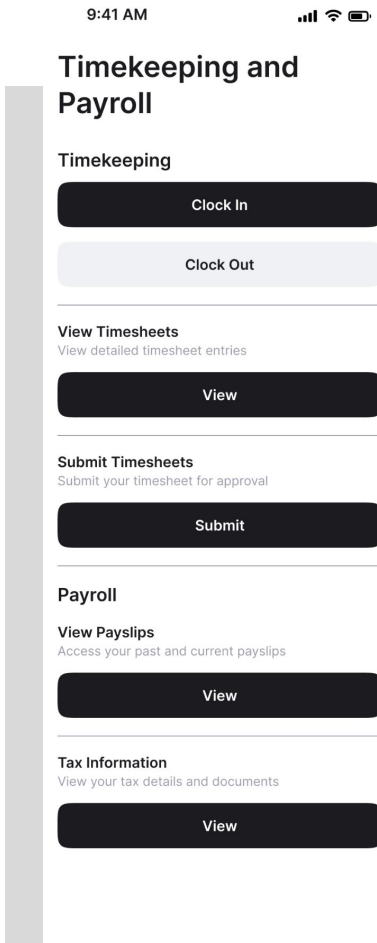 9:41 AM
Timekeeping and
Payroll
Timekeeping
Clock In
Clock Out
View Timesheets
View detailed timesheet entries
View
Submit Timesheets
Submit your timesheet for approval
Submit
Payroll
View Payslips
Access your past and current payslips
View
Tax Information
View your tax details and documents
View